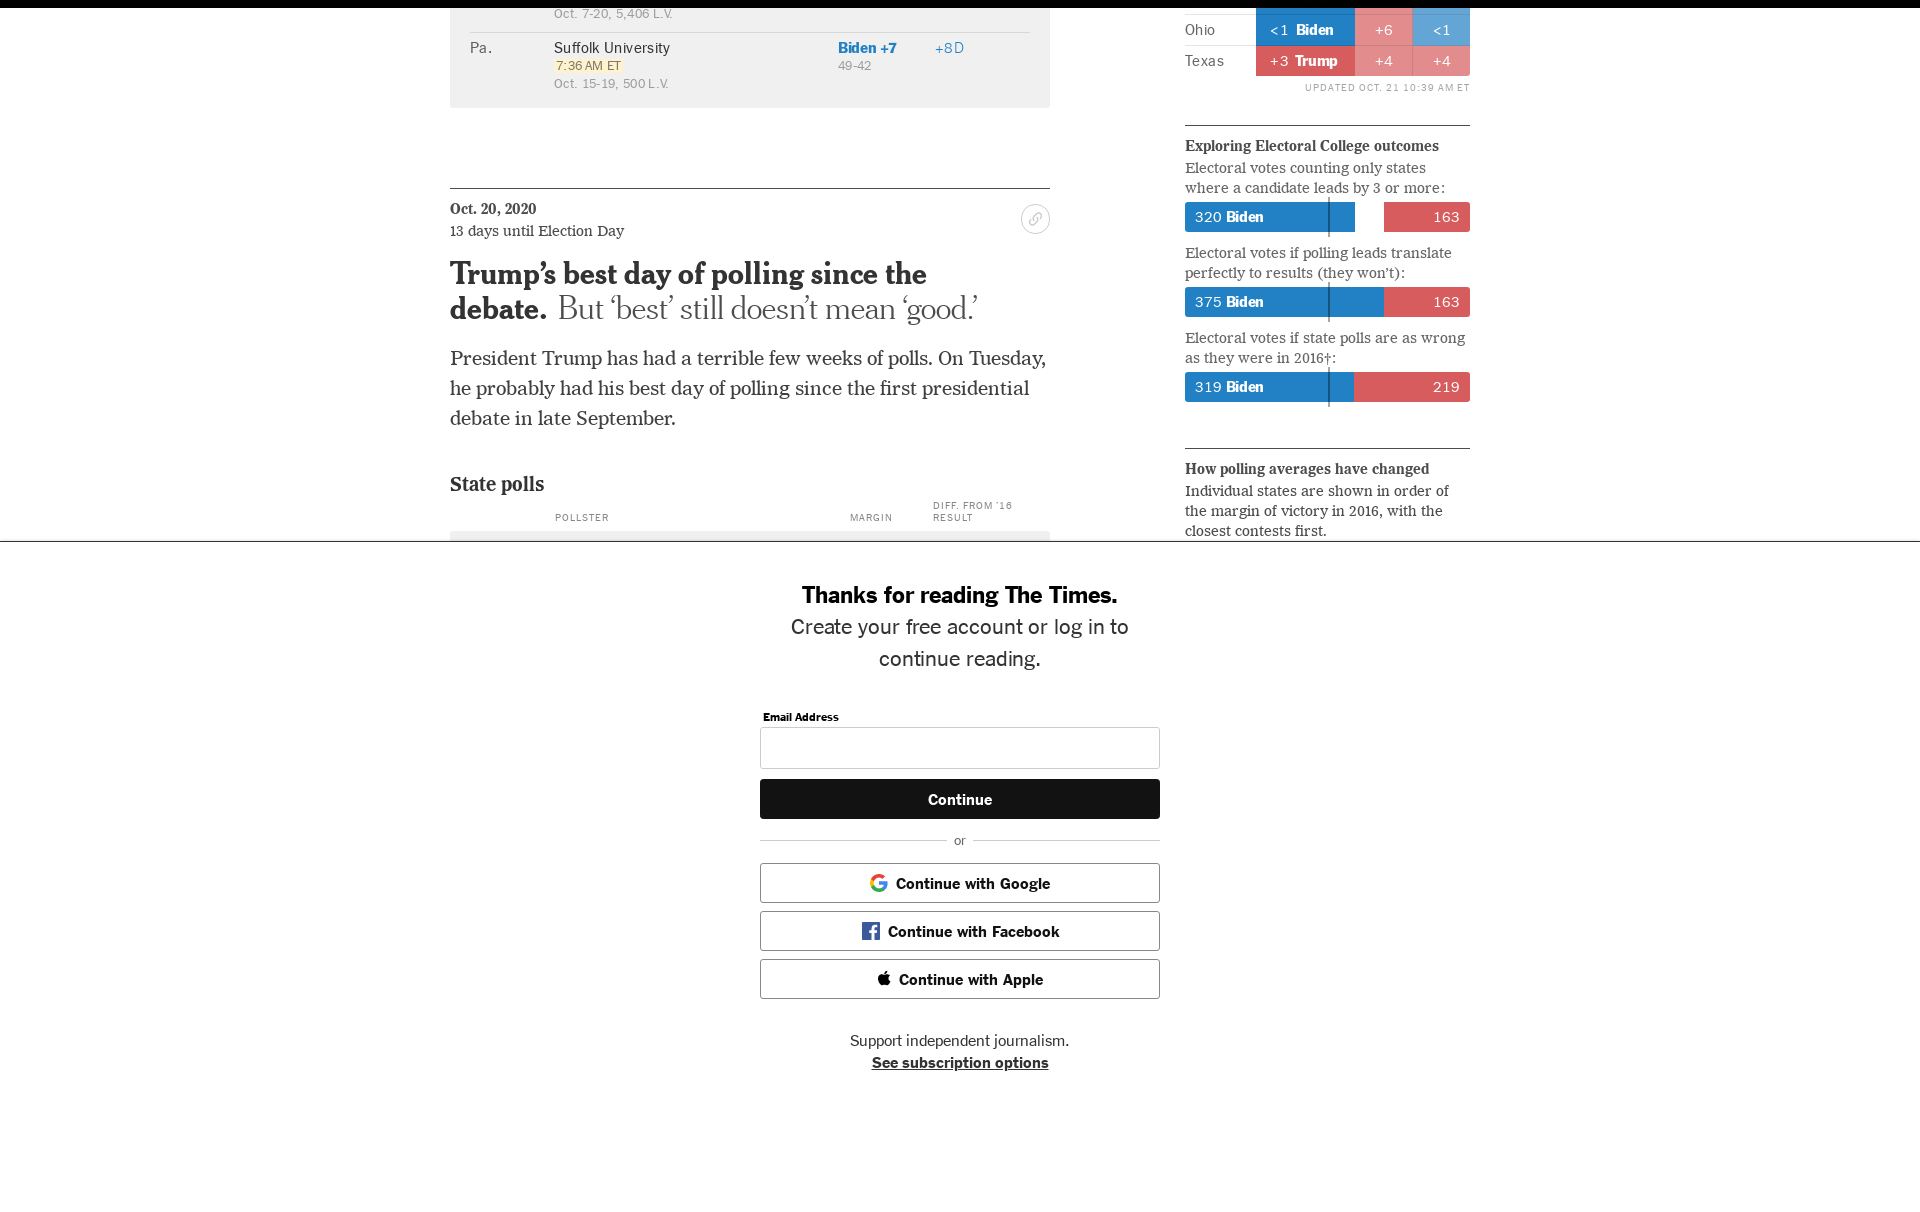 Oct. 7-20, 5,406 L.V.
Pa.
Suffolk University
Biden +7
+8D
7:36 AM ET
49-42
Oct. 15-19, 500 L.V.
Oct. 20, 2020
13 days until Election Day
Trump’s best day of polling since the
debate. But ‘best’ still doesn’t mean ‘good.’
President Trump has had a terrible few weeks of polls. On Tuesday,
he probably had his best day of polling since the first presidential
debate in late September.
State polls
POLLSTER
MARGIN
DIFF. FROM ’16
RESULT
Ohio <1 Biden +6 <1
Texas +3 Trump +4 +4
UPDATED OCT. 21 10:39 AM ET
Exploring Electoral College outcomes
Electoral votes counting only states
where a candidate leads by 3 or more:
320 Biden 163
Electoral votes if polling leads translate
perfectly to results (they won’t):
375 Biden 163
Electoral votes if state polls are as wrong
as they were in 2016†:
319 Biden 219
How polling averages have changed
Individual states are shown in order of
the margin of victory in 2016, with the
closest contests first.
Thanks for reading The Times.
Create your free account or log in to
continue reading.
Email Address
Continue
or
Continue with Google
Continue with Facebook
Continue with Apple
Support independent journalism.
See subscription options